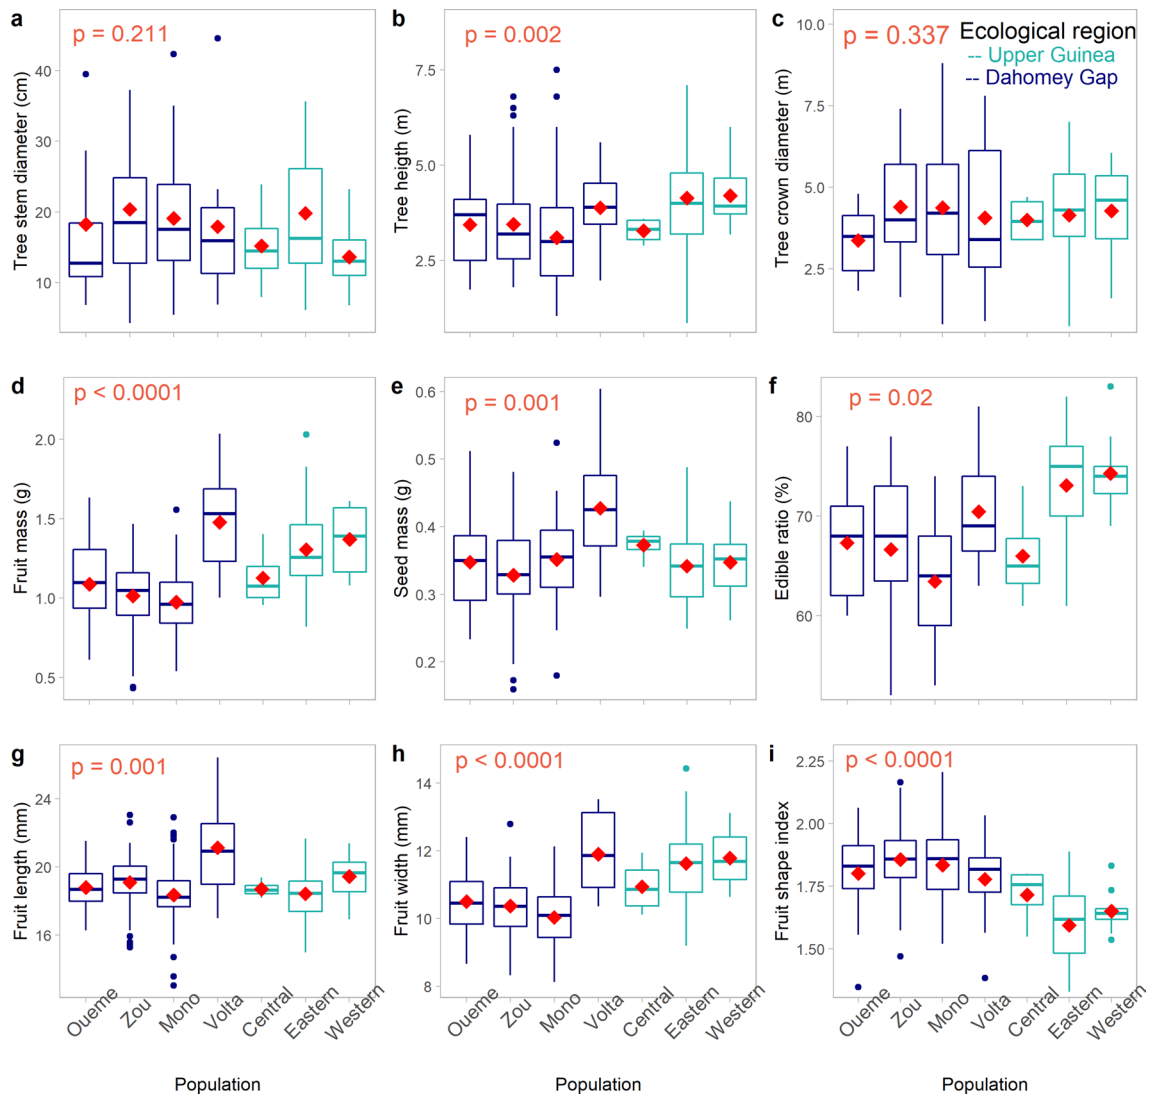 a
p = 0.211
Tree stem diameter (cm)
40
30
20
10
b
p = 0.002
Tree heigth (m)
7.5
5.0
2.5
c
p = 0.337
Ecological region
-- Upper Guinea
-- Dahomey Gap
Tree crown diameter (m)
10.0
7.5
5.0
2.5
d
p < 0.0001
Fruit mass (g)
2.0
1.5
1.0
0.5
e
p = 0.001
Seed mass (g)
0.6
0.5
0.4
0.3
0.2
f
p = 0.02
Edible ratio (%)
80
70
60
g
p = 0.001
Fruit length (mm)
24
20
16
Oueme
Zou
Mono
Volta
Central
Eastern
Western
Population
h
p < 0.0001
Fruit width (mm)
14
12
10
8
Oueme
Zou
Mono
Volta
Central
Eastern
Western
Population
i
p < 0.0001
Fruit shape index
2.25
2.00
1.75
1.50
Oueme
Zou
Mono
Volta
Central
Eastern
Western
Population